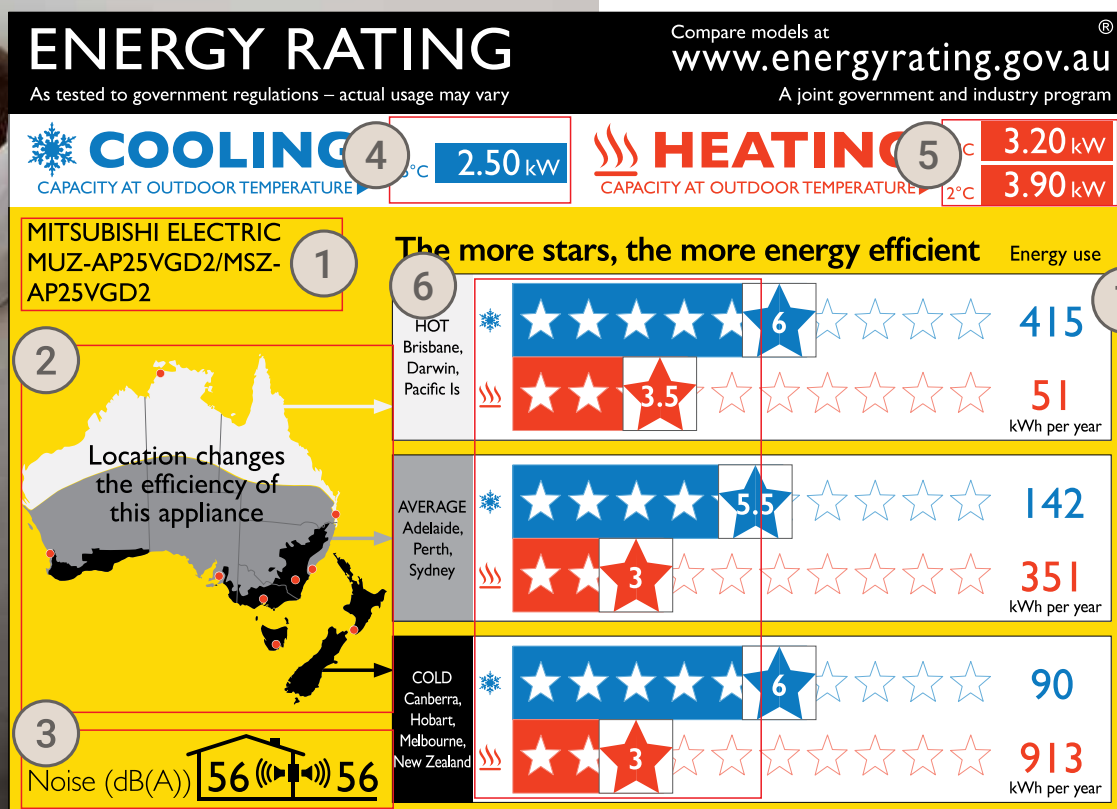 ENERGY RATING
As tested to government regulations – actual usage may vary
Compare models at
®
www.energyrating.gov.au
A joint government and industry program
COOLING
CAPACITY AT OUTDOOR TEMPERATURE
4
°C
2.50 kW
HEATING
CAPACITY AT OUTDOOR TEMPERATURE
5
C
3.20 kW
2°C
3.90 kW
MITSUBISHI ELECTRIC
MUZ-AP25VGD2/MSZ-
AP25VGD2
1
The more stars, the more energy efficient
Energy use
6
HOT
Brisbane,
Darwin,
Pacific Is
6
415
3.5
51
kWh per year
2
Location changes
the efficiency of
this appliance
AVERAGE
Adelaide,
Perth,
Sydney
5.5
142
3
351
kWh per year
COLD
Canberra,
Hobart,
Melbourne,
New Zealand
6
90
3
913
kWh per year
3
Noise (dB(A))
56
56